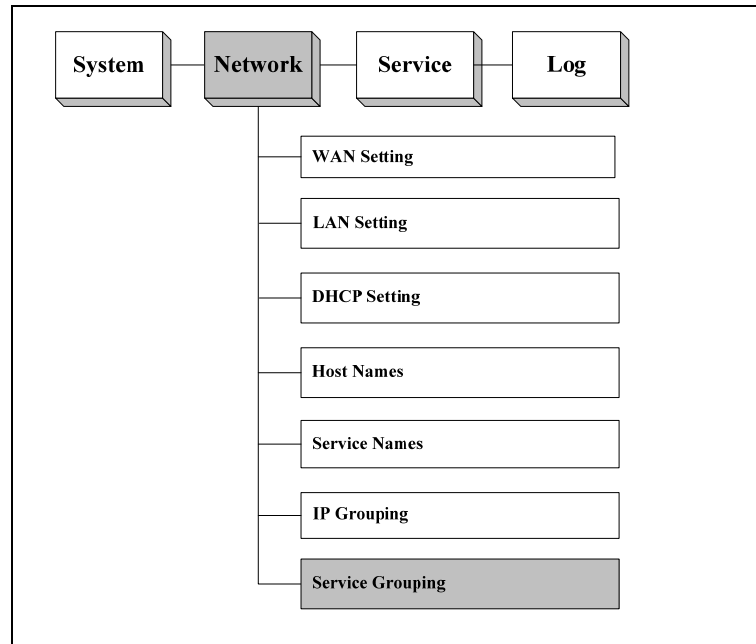 System Network Service Log
WAN Setting
LAN Setting
DHCP Setting
Host Names
Service Names
IP Grouping
Service Grouping